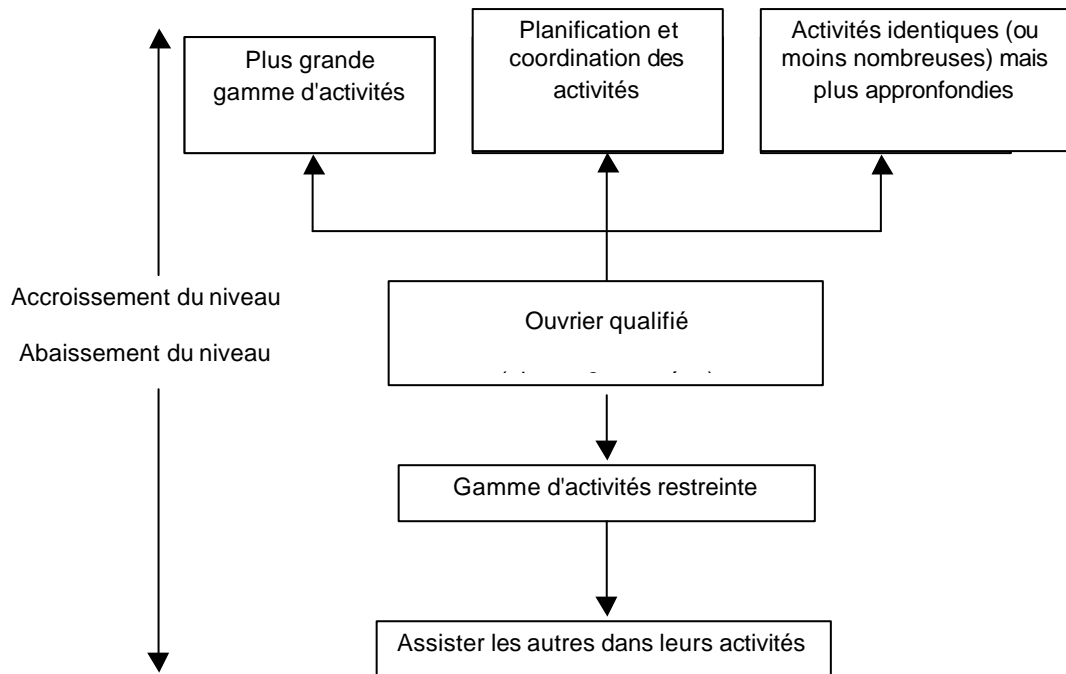 Plus grande
gamme d'activités
Planification et
coordination des
activités
Activités identiques (ou
moins nombreuses) mais
plus appronfondies
Accroissement du niveau
Abaissement du niveau
Ouvrier qualifié
Gamme d'activités restreinte
Assister les autres dans leurs activités